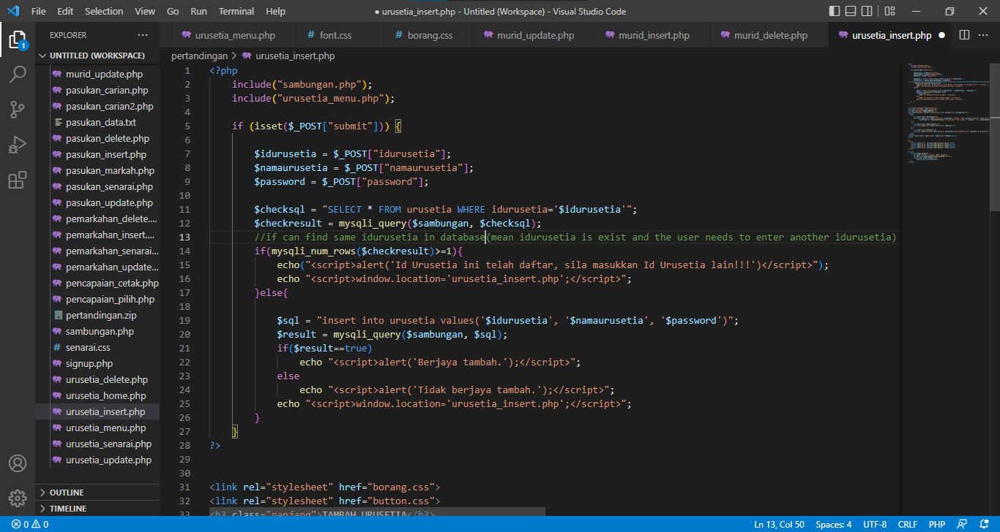 File Edit Selection View Go Run Terminal Help
● urusetia_insert.php - Untitled (Workspace) - Visual Studio Code
EXPLORER ···
urusetia_menu.php # font.css # borang.css murid_update.php murid_insert.php murid_delete.php urusetia_insert.php ● ···
1
UNTITLED (WORKSPACE)
murid_update.php
pasukan_carian.php
pasukan_carian2.php
pasukan_data.txt
pasukan_delete.php
pasukan_insert.php
pasukan_markah.php
pasukan_senarai.php
pasukan_update.php
pemarkahan_delete....
pemarkahan_insert....
pemarkahan_senarai...
pemarkahan_update...
pencapaian_cetak.php
pencapaian_pilih.php
pertandingan.zip
sambungan.php
# senarai.css
signup.php
urusetia_delete.php
urusetia_home.php
urusetia_insert.php
urusetia_menu.php
urusetia_senarai.php
urusetia_update.php
OUTLINE
TIMELINE
pertandingan > urusetia_insert.php
1 <?php
2 include("sambungan.php");
3 include("urusetia_menu.php");
4
5 if (isset($_POST["submit"])) {
6
7 $idurusetia = $_POST["idurusetia"];
8 $namaurusetia = $_POST["namaurusetia"];
9 $password = $_POST["password"];
10
11 $checksql = "SELECT * FROM urusetia WHERE idurusetia='$idurusetia'";
12 $checkresult = mysqli_query($sambungan, $checksql);
13 //if can find same idurusetia in database(mean idurusetia is exist and the user needs to enter another idurusetia)
14 if(mysqli_num_rows($checkresult)>=1){
15 echo("<script>alert('Id Urusetia ini telah daftar, sila masukkan Id Urusetia lain!!!')</script>");
16 echo "<script>window.location='urusetia_insert.php';</script>";
17 }else{
18
19 $sql = "insert into urusetia values('$idurusetia', '$namaurusetia', '$password')";
20 $result = mysqli_query($sambungan, $sql);
21 if($result==true)
22 echo "<script>alert('Berjaya tambah.');</script>";
23 else
24 echo "<script>alert('Tidak berjaya tambah.');</script>";
25 echo "<script>window.location='urusetia_insert.php';</script>";
26 }
27 }
28 ?>
29
30
31 <link rel="stylesheet" href="borang.css">
32 <link rel="stylesheet" href="button.css">
33 <h3 class="panjang">TAMBAH URUSETIA</h3>
0 0 Ln 13, Col 50 Spaces: 4 UTF-8 CRLF PHP